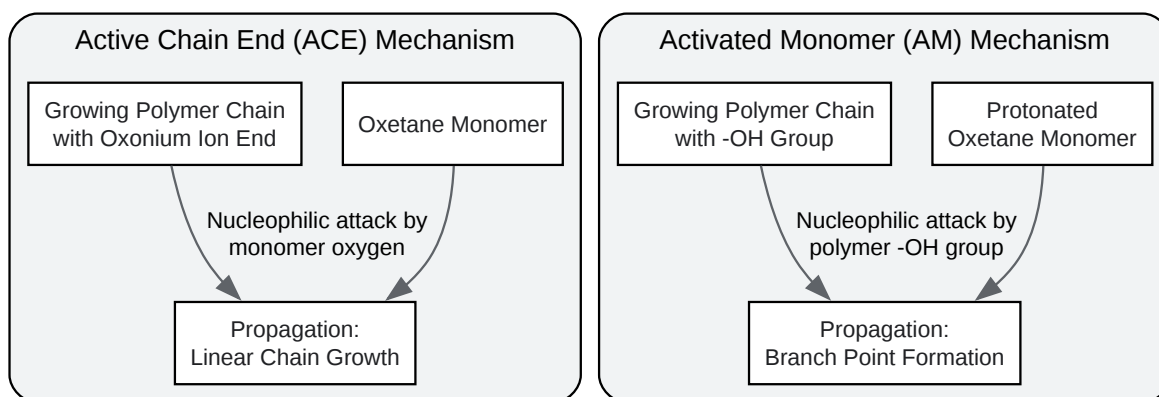 Active Chain End (ACE) Mechanism
Growing Polymer Chain
with Oxonium Ion End
Oxetane Monomer
Nucleophilic attack by
monomer oxygen
Propagation:
Linear Chain Growth
Activated Monomer (AM) Mechanism
Growing Polymer Chain
with -OH Group
Protonated
Oxetane Monomer
Nucleophilic attack by
polymer -OH group
Propagation:
Branch Point Formation